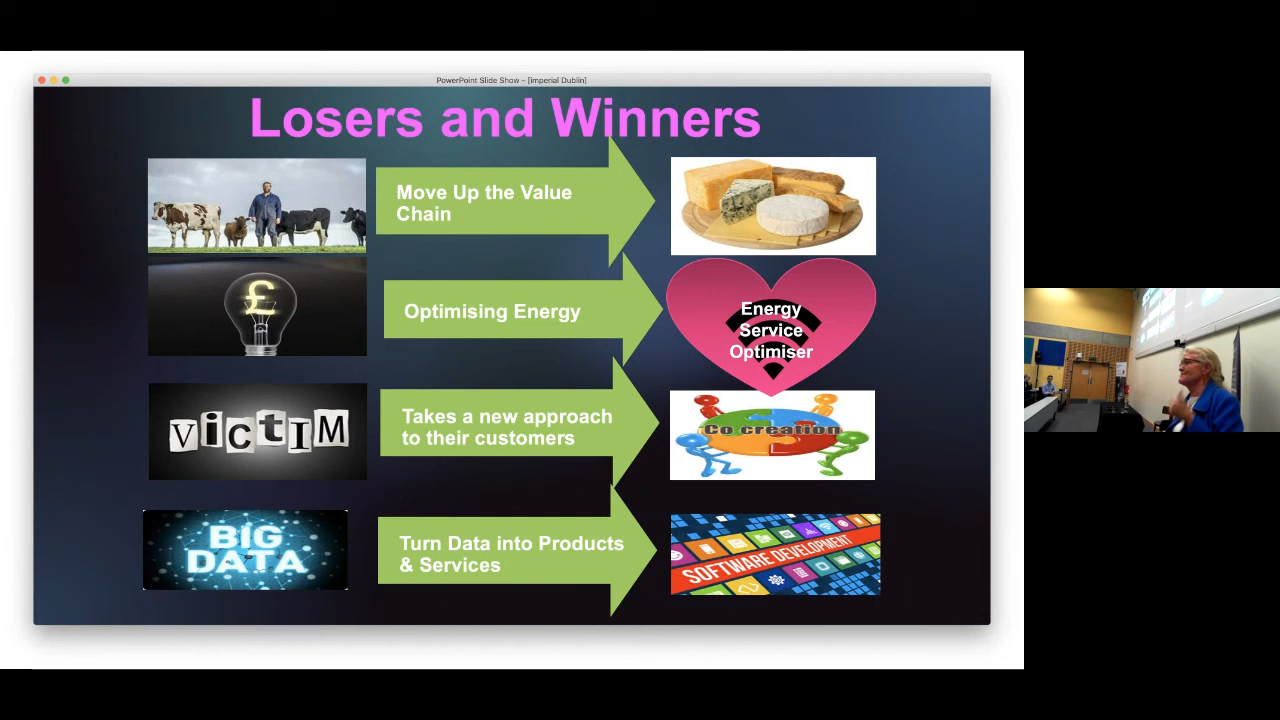 PowerPoint Slide Show – [imperial Dublin]
Losers and Winners
Move Up the Value
Chain
£
Optimising Energy
Energy
Service
Optimiser
VicTIM
Takes a new approach
to their customers
Co creation
BIG
DATA
Turn Data into Products
& Services
SOFTWARE DEVELOPMENT